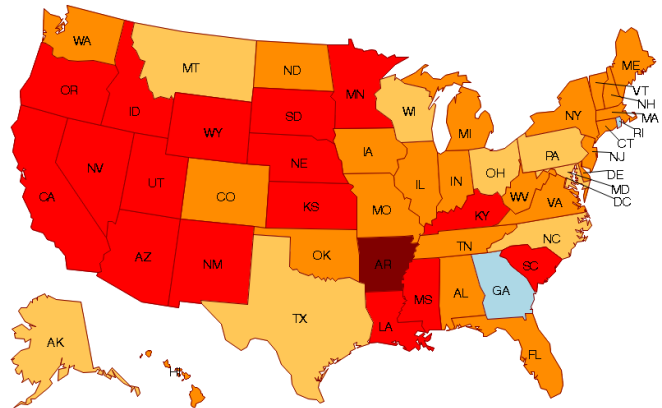 WA
MT
ND
MN
ME
OR
ID
SD
WI
VT
NH
NY
MA
WY
MI
RI
CT
IA
PA
NJ
NE
OH
NV
IL
IN
DE
UT
CO
WV
MD
VA
DC
CA
KS
MO
KY
NC
TN
AZ
NM
OK
AR
SC
MS
AL
GA
TX
LA
AK
FL
HI